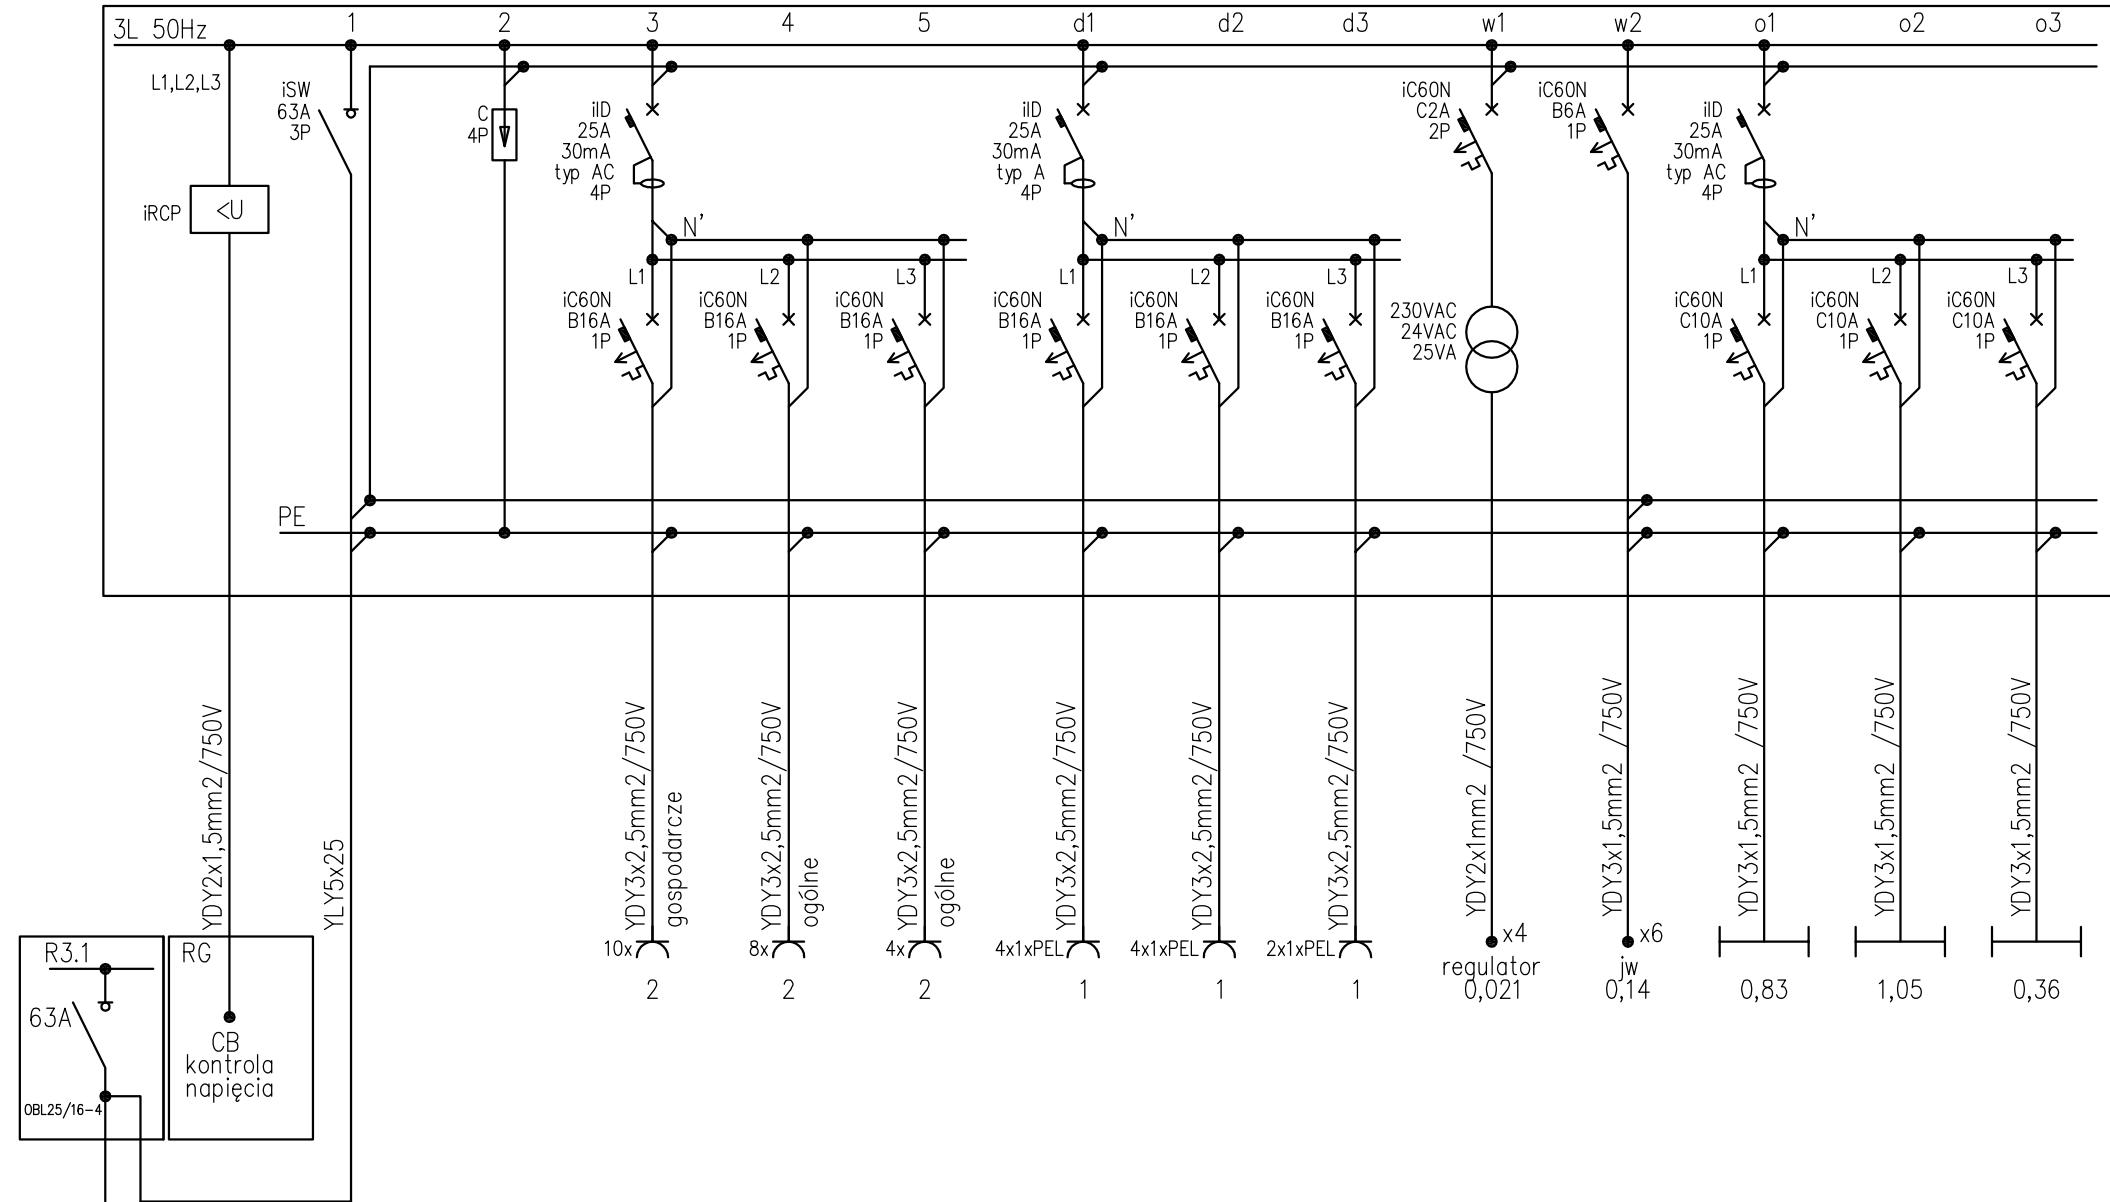 3L 50Hz
1
2
3
4
5
d1
d2
d3
w1
w2
o1
o2
o3
L1,L2,L3
iRCP
<U
iSW
63A
3P
C
4P
iID
25A
30mA
typ AC
4P
iID
25A
30mA
typ A
4P
iC60N
C2A
2P
iC60N
B6A
1P
iID
25A
30mA
typ AC
4P
N'
N'
N'
L1
L2
L3
L1
L2
L3
L1
L2
L3
iC60N
B16A
1P
iC60N
B16A
1P
iC60N
B16A
1P
iC60N
B16A
1P
iC60N
B16A
1P
iC60N
B16A
1P
230VAC
24VAC
25VA
iC60N
C10A
1P
iC60N
C10A
1P
iC60N
C10A
1P
PE
YDY2x1,5mm2/750V
YLY5x25
YDY3x2,5mm2/750V
gospodarcze
YDY3x2,5mm2/750V
ogólne
YDY3x2,5mm2/750V
ogólne
YDY3x2,5mm2/750V
YDY3x2,5mm2/750V
YDY3x2,5mm2/750V
YDY2x1mm2 /750V
YDY3x1,5mm2 /750V
YDY3x1,5mm2 /750V
YDY3x1,5mm2 /750V
YDY3x1,5mm2 /750V
10x
2
8x
2
4x
2
4x1xPEL
1
4x1xPEL
1
2x1xPEL
1
x4
regulator
0,021
x6
jw
0,14
0,83
1,05
0,36
R3.1
63A
OBL25/16-4
RG
CB
kontrola
napięcia